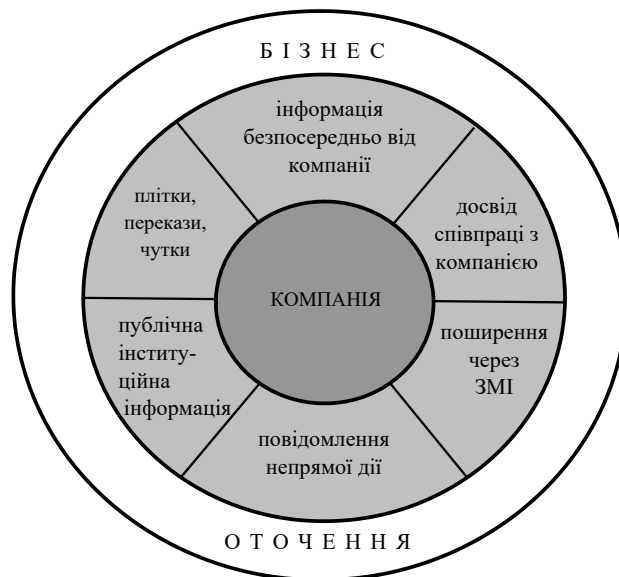 Б І З Н Е С
інформація
безпосередньо від
компанії
досвід
співпраці з
компанією
поширення
через
ЗМІ
повідомлення
непрямої дії
публічна
інститу-
ційна
інформація
плітки,
перекази,
чутки
КОМПАНІЯ
О Т О Ч Е Н Н Я